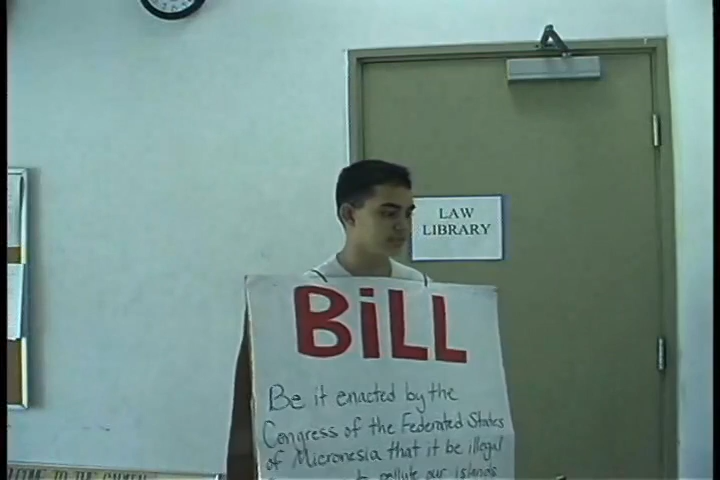 LAW
LIBRARY
BiLL
Be it enacted by the
Congress of the Federated States
of Micronesia that it be illegal
to pollute our islands